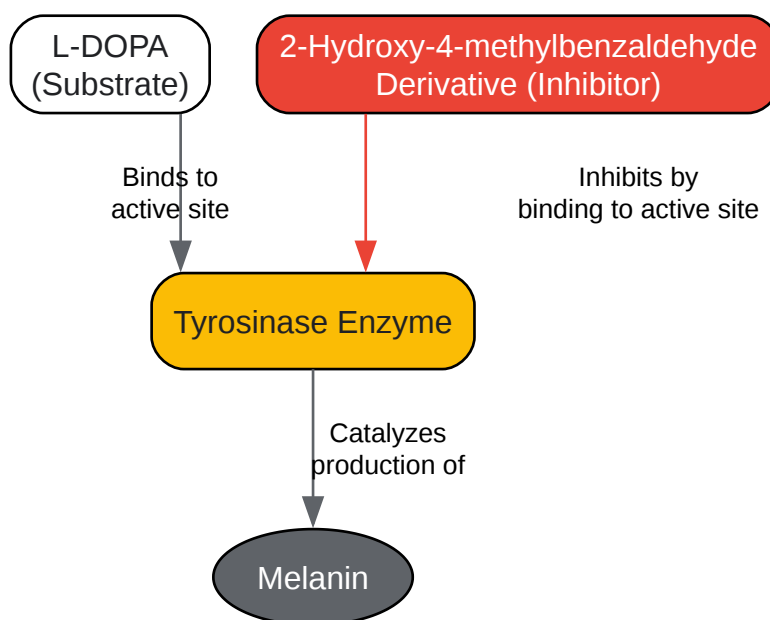 L-DOPA
(Substrate)
2-Hydroxy-4-methylbenzaldehyde
Derivative (Inhibitor)
Binds to
active site
Inhibits by
binding to active site
Tyrosinase Enzyme
Catalyzes
production of
Melanin